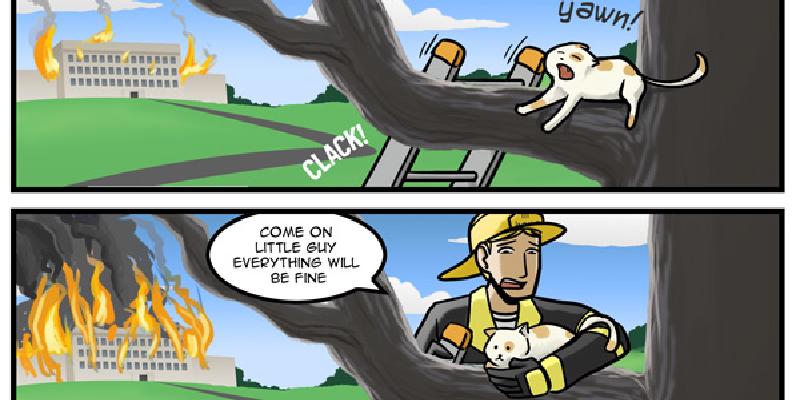 yawn!
CLACK!
COME ON
LITTLE GUY
EVERYTHING WILL
BE FINE